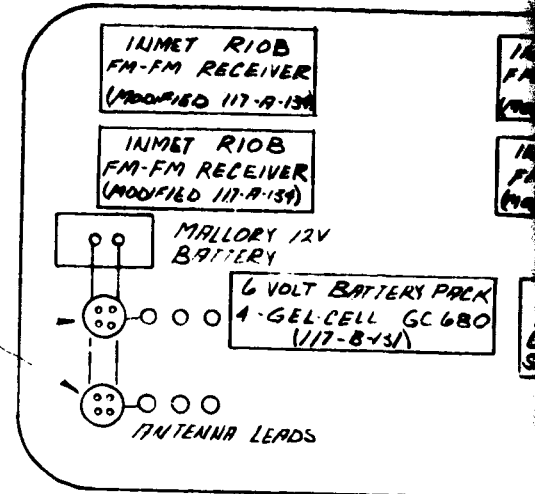 INMET R10B
FM-FM RECEIVER
(MODIFIED 117-A-134)
INMET R10B
FM-FM RECEIVER
(MODIFIED 117-A-134)
MALLORY 12V
BATTERY
6 VOLT BATTERY PACK
4-GEL-CELL GC680
(117-B-131)
ANTENNA LEADS